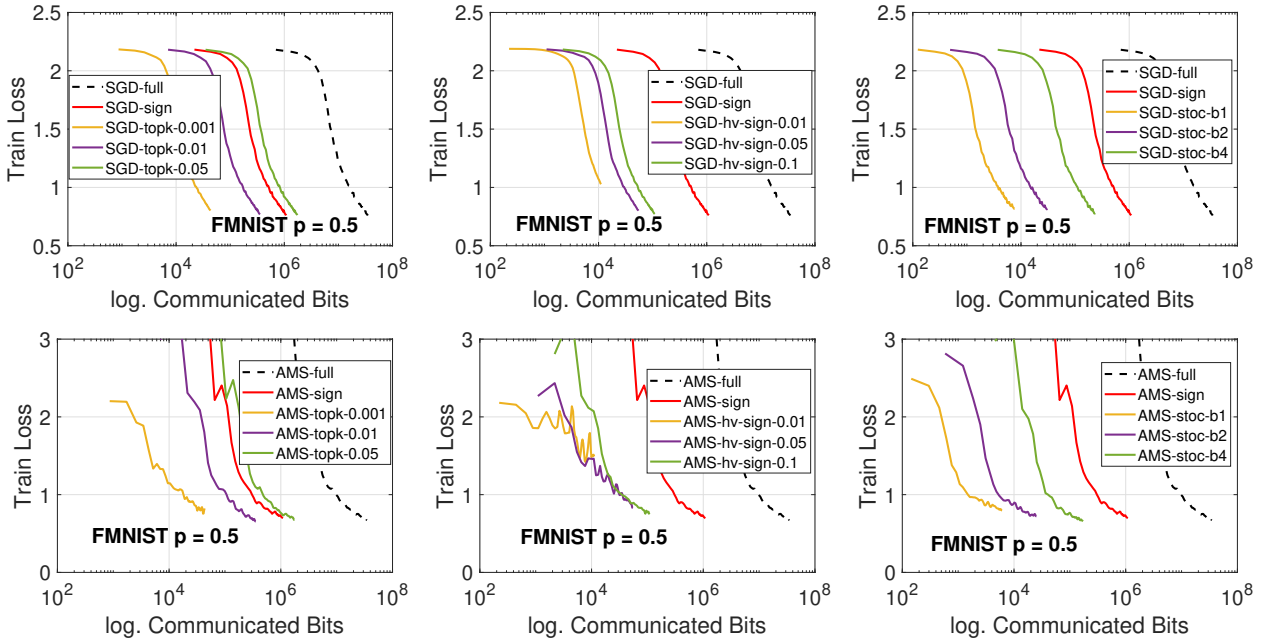 2.5
2
1.5
1
0.5
Train Loss
SGD-full
SGD-sign
SGD-topk-0.001
SGD-topk-0.01
SGD-topk-0.05
FMNIST p = 0.5
10^2
10^4
10^6
10^8
log. Communicated Bits
2.5
2
1.5
1
0.5
Train Loss
SGD-full
SGD-sign
SGD-hv-sign-0.01
SGD-hv-sign-0.05
SGD-hv-sign-0.1
FMNIST p = 0.5
10^2
10^4
10^6
10^8
log. Communicated Bits
2.5
2
1.5
1
0.5
Train Loss
SGD-full
SGD-sign
SGD-stoc-b1
SGD-stoc-b2
SGD-stoc-b4
FMNIST p = 0.5
10^2
10^4
10^6
10^8
log. Communicated Bits
3
2
1
0
Train Loss
AMS-full
AMS-sign
AMS-topk-0.001
AMS-topk-0.01
AMS-topk-0.05
FMNIST p = 0.5
10^2
10^4
10^6
10^8
log. Communicated Bits
3
2
1
0
Train Loss
AMS-full
AMS-sign
AMS-hv-sign-0.01
AMS-hv-sign-0.05
AMS-hv-sign-0.1
FMNIST p = 0.5
10^2
10^4
10^6
10^8
log. Communicated Bits
3
2
1
0
Train Loss
AMS-full
AMS-sign
AMS-stoc-b1
AMS-stoc-b2
AMS-stoc-b4
FMNIST p = 0.5
10^2
10^4
10^6
10^8
log. Communicated Bits